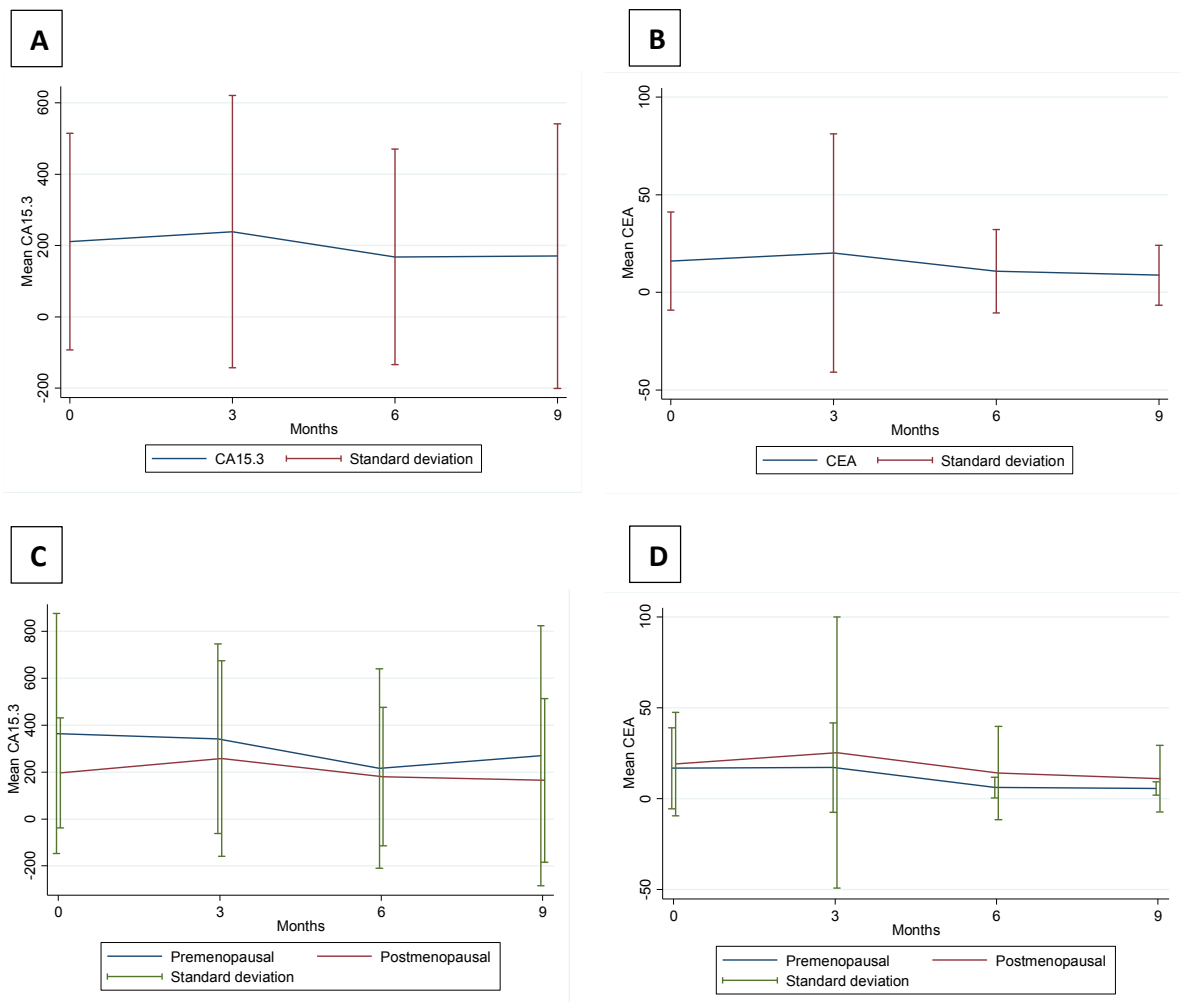 A
Mean CA15.3
600
400
200
0
-200
0 3 6 9
Months
CA15.3 Standard deviation
B
Mean CEA
100
50
0
-50
0 3 6 9
Months
CEA Standard deviation
C
Mean CA15.3
800
600
400
200
0
-200
0 3 6 9
Months
Premenopausal Postmenopausal
Standard deviation
D
Mean CEA
100
50
0
-50
0 3 6 9
Months
Premenopausal Postmenopausal
Standard deviation